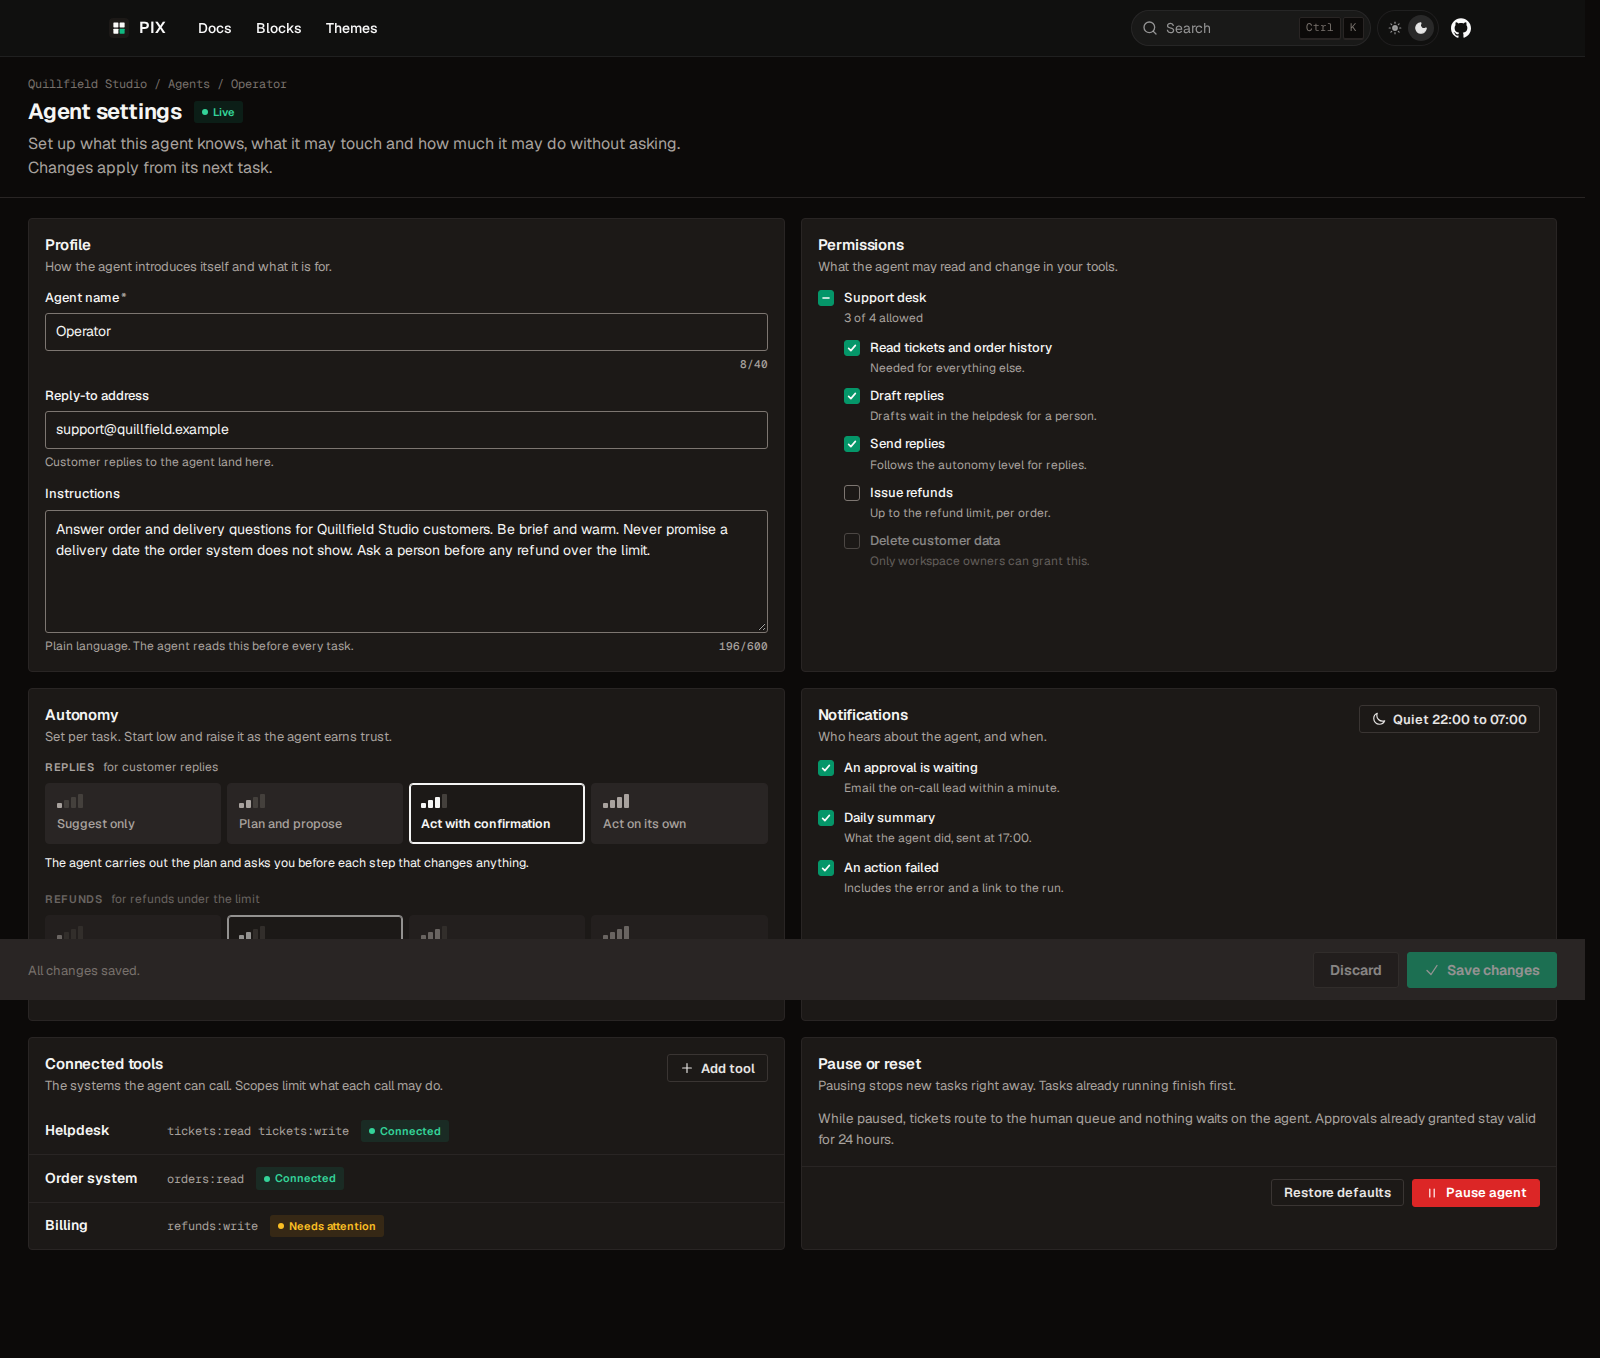 PIX
Docs
Blocks
Themes
Search
Ctrl
K
Quillfield Studio / Agents / Operator
Agent settings
Live
Set up what this agent knows, what it may touch and how much it may do without asking.
Changes apply from its next task.
Profile
How the agent introduces itself and what it is for.
Agent name*
Operator
8/40
Reply-to address
support@quillfield.example
Customer replies to the agent land here.
Instructions
Answer order and delivery questions for Quillfield Studio customers. Be brief and warm. Never promise a
delivery date the order system does not show. Ask a person before any refund over the limit.
Plain language. The agent reads this before every task.
196/600
Permissions
What the agent may read and change in your tools.
Support desk
3 of 4 allowed
Read tickets and order history
Needed for everything else.
Draft replies
Drafts wait in the helpdesk for a person.
Send replies
Follows the autonomy level for replies.
Issue refunds
Up to the refund limit, per order.
Delete customer data
Only workspace owners can grant this.
Autonomy
Set per task. Start low and raise it as the agent earns trust.
REPLIES for customer replies
Suggest only
Plan and propose
Act with confirmation
Act on its own
The agent carries out the plan and asks you before each step that changes anything.
REFUNDS for refunds under the limit
Notifications
Who hears about the agent, and when.
Quiet 22:00 to 07:00
An approval is waiting
Email the on-call lead within a minute.
Daily summary
What the agent did, sent at 17:00.
An action failed
Includes the error and a link to the run.
All changes saved.
Discard
Save changes
Connected tools
The systems the agent can call. Scopes limit what each call may do.
Add tool
Helpdesk
tickets:read tickets:write
Connected
Order system
orders:read
Connected
Billing
refunds:write
Needs attention
Pause or reset
Pausing stops new tasks right away. Tasks already running finish first.
While paused, tickets route to the human queue and nothing waits on the agent. Approvals already granted stay valid
for 24 hours.
Restore defaults
Pause agent